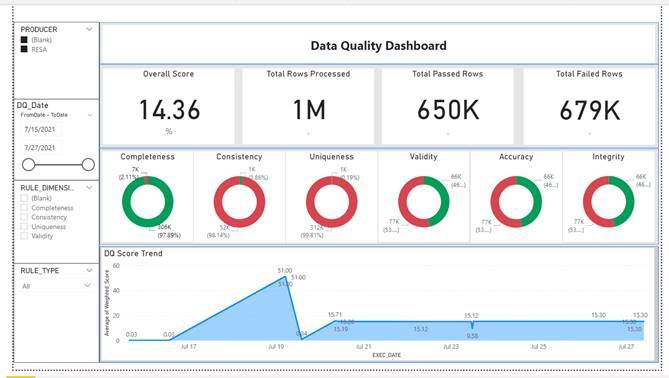 PRODUCER
(Blank)
RESA
DQ_Date
FromDate - ToDate
7/15/2021
7/27/2021
RULE_DIMENSI...
(Blank)
Completeness
Consistency
Uniqueness
Validity
RULE_TYPE
All
Data Quality Dashboard
Overall Score
14.36
%
Total Rows Processed
1M
Total Passed Rows
650K
Total Failed Rows
679K
Completeness
7K
(2.11%)
306K
(97.89%)
Consistency
1K
(1.86%)
52K
(98.14%)
Uniqueness
1K
(0.19%)
312K
(99.81%)
Validity
66K
(46...)
77K
(53....)
Accuracy
66K
(46...)
77K
(53....)
Integrity
66K
(46...)
77K
(53....)
DQ Score Trend
Average of Weighted_Score
60
40
20
0
0.03
0.03
51.00
51.00
51.00
0.94
15.71
15.28
15.19
15.12
15.12
9.58
15.30
15.30
15.30
15.30
Jul 17
Jul 19
Jul 21
Jul 23
Jul 25
Jul 27
EXEC_DATE